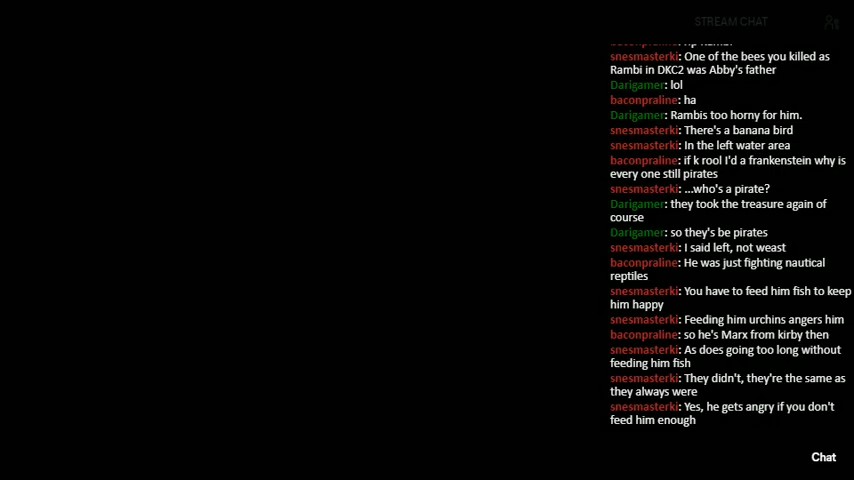 STREAM CHAT
snesmasterki: One of the bees you killed as
Rambi in DKC2 was Abby's father
Darigamer: lol
baconpraline: ha
Darigamer: Rambis too horny for him.
snesmasterki: There's a banana bird
snesmasterki: In the left water area
baconpraline: if k rool I'd a frankenstein why is
every one still pirates
snesmasterki: ...who's a pirate?
Darigamer: they took the treasure again of
course
Darigamer: so they's be pirates
snesmasterki: I said left, not weast
baconpraline: He was just fighting nautical
reptiles
snesmasterki: You have to feed him fish to keep
him happy
snesmasterki: Feeding him urchins angers him
baconpraline: so he's Marx from kirby then
snesmasterki: As does going too long without
feeding him fish
snesmasterki: They didn't, they're the same as
they always were
snesmasterki: Yes, he gets angry if you don't
feed him enough
Chat